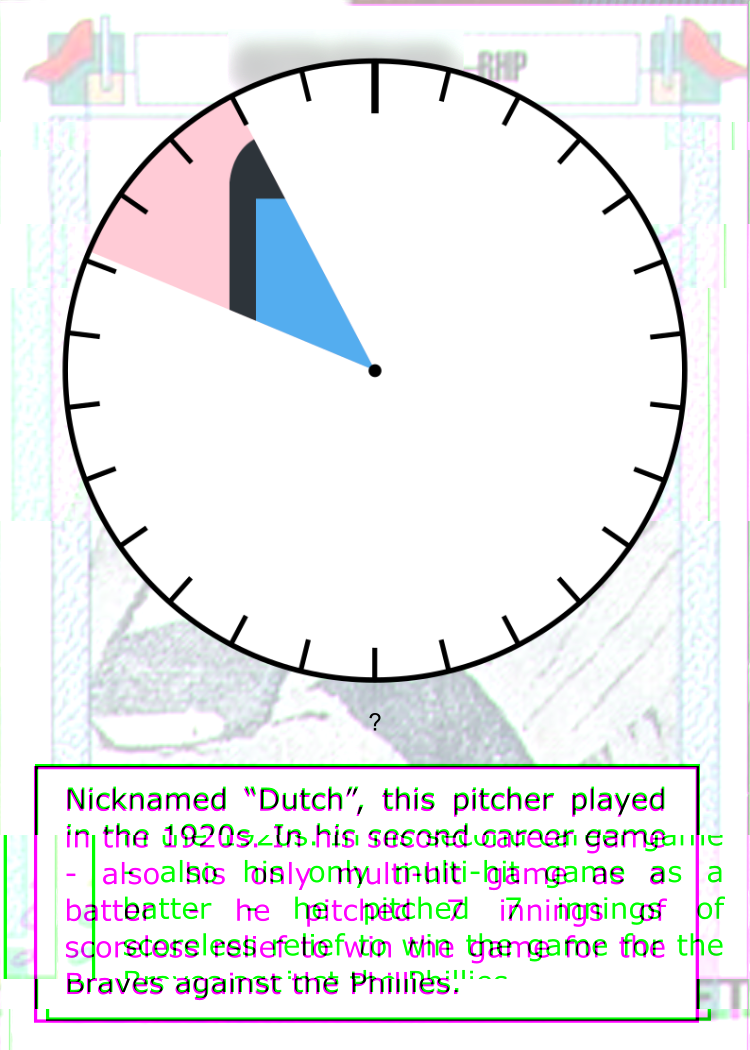 -RHP
?
Nicknamed “Dutch”, this pitcher played
in the 1920s. In his second career game
- also his only multi-hit game as a
batter - he pitched 7 innings of
scoreless relief to win the game for the
Braves against the Phillies.